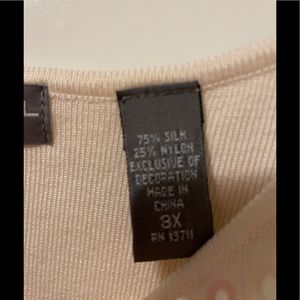 L
75% SILK
25% NYLON
EXCLUSIVE OF
DECORATION
MADE IN
CHINA
3X
RN 13711